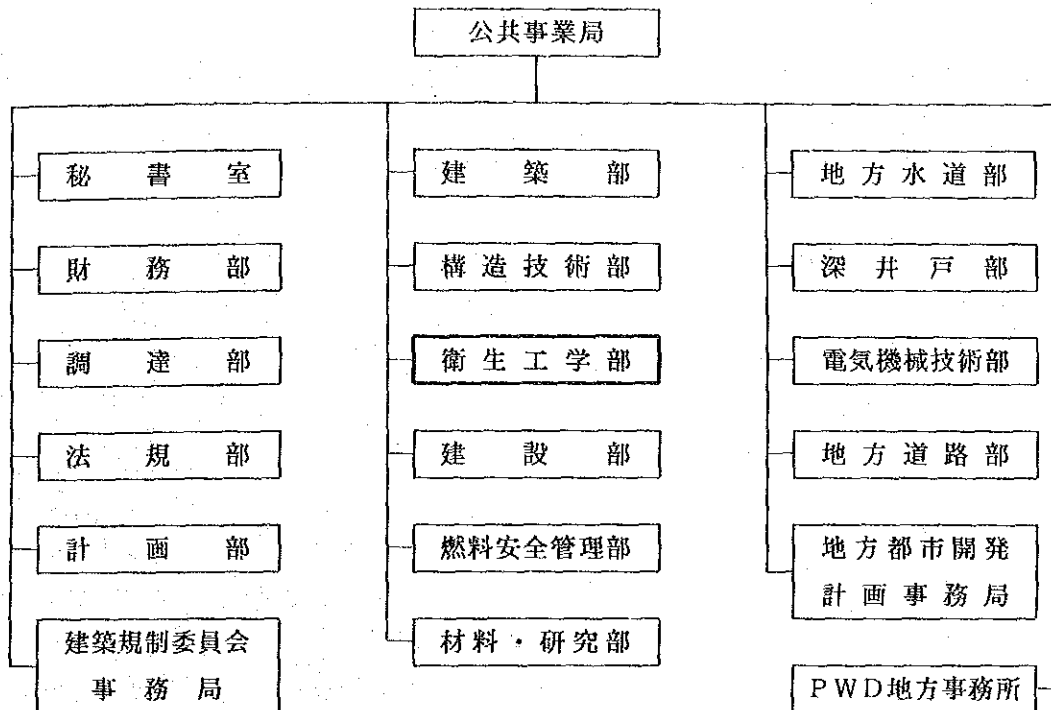 公共事業局
秘書室
財務部
調達部
法規部
計画部
建築規制委員会
事務局
建築部
構造技術部
衛生工学部
建設部
燃料安全管理部
材料・研究部
地方水道部
深井戸部
電気機械技術部
地方道路部
地方都市開発
計画事務局
PWD地方事務所